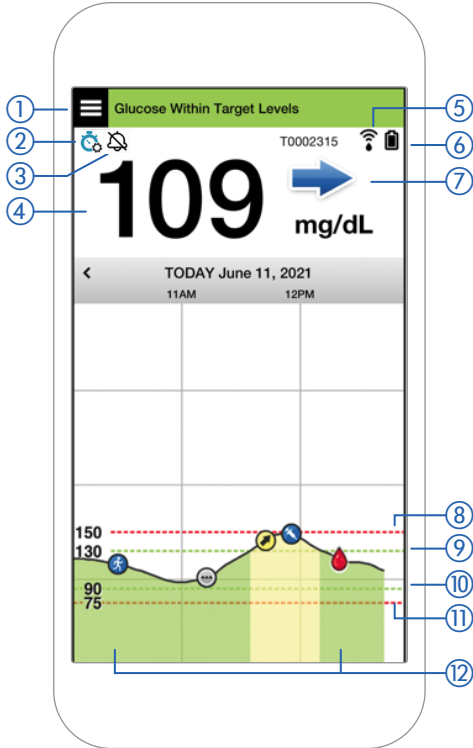 ① Glucose Within Target Levels ⑤
② T0002315 ⑥
③
④ 109 mg/dL ⑦
TODAY June 11, 2021
11AM 12PM
150 ⑧
130 ⑨
90 ⑩
75 ⑪
⑫